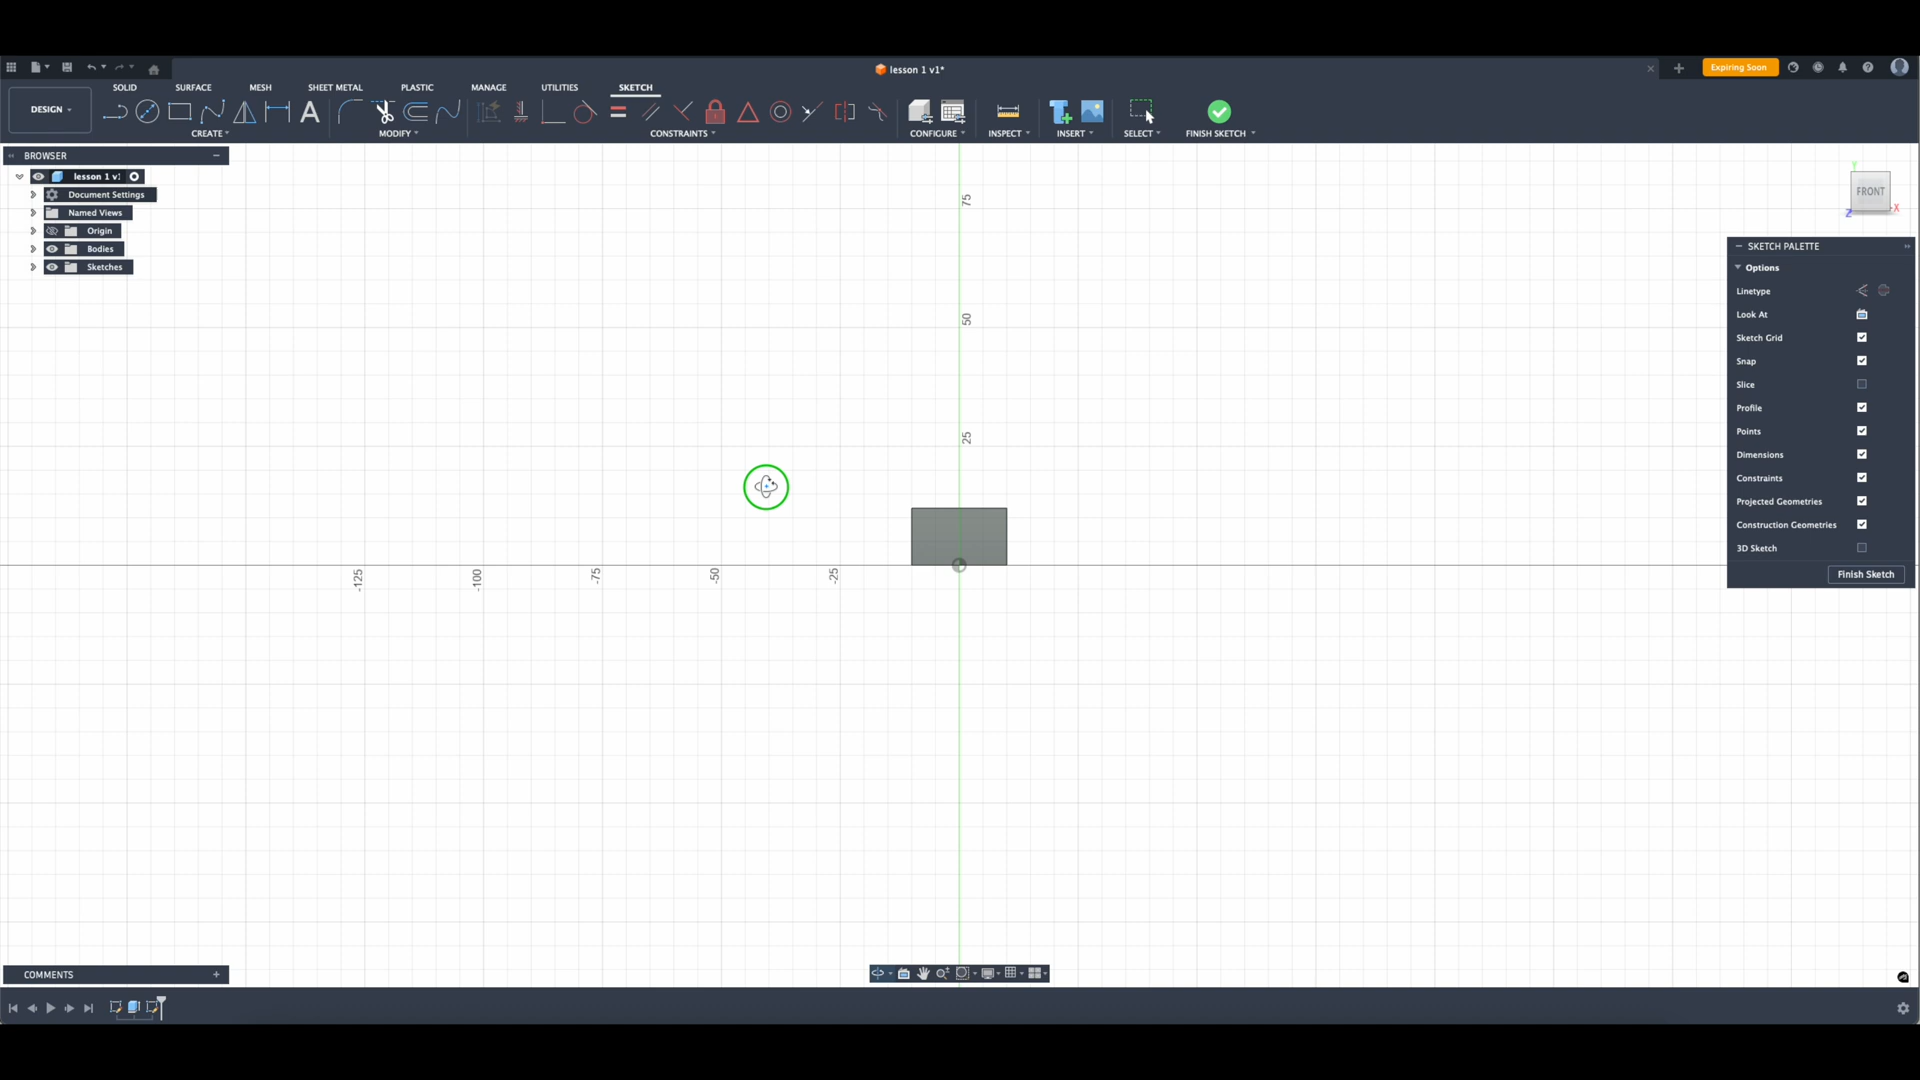 lesson 1 v1*
Expiring Soon
DESIGN
SOLID SURFACE MESH SHEET METAL PLASTIC MANAGE UTILITIES SKETCH
CREATE MODIFY CONSTRAINTS CONFIGURE INSPECT INSERT SELECT FINISH SKETCH
BROWSER
lesson 1 v:
Document Settings
Named Views
Origin
Bodies
Sketches
75
50
25
-125 -100 -75 -50 -25
Y
FRONT
Z X
SKETCH PALETTE
Options
Linetype
Look At
Sketch Grid
Snap
Slice
Profile
Points
Dimensions
Constraints
Projected Geometries
Construction Geometries
3D Sketch
Finish Sketch
COMMENTS